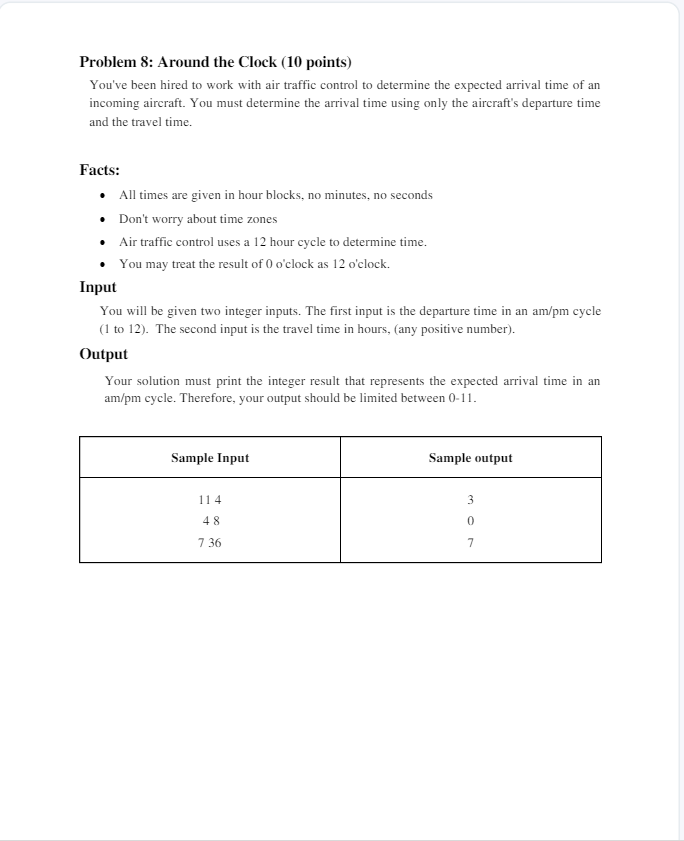 Problem 8: Around the Clock (10 points)
You've been hired to work with air traffic control to determine the expected arrival time of an
incoming aircraft. You must determine the arrival time using only the aircraft's departure time
and the travel time.
Facts:
• All times are given in hour blocks, no minutes, no seconds
• Don't worry about time zones
• Air traffic control uses a 12 hour cycle to determine time.
• You may treat the result of 0 o'clock as 12 o'clock.
Input
You will be given two integer inputs. The first input is the departure time in an am/pm cycle
(1 to 12). The second input is the travel time in hours, (any positive number).
Output
Your solution must print the integer result that represents the expected arrival time in an
am/pm cycle. Therefore, your output should be limited between 0-11.
Sample Input Sample output
11 4 3
4 8 0
7 36 7